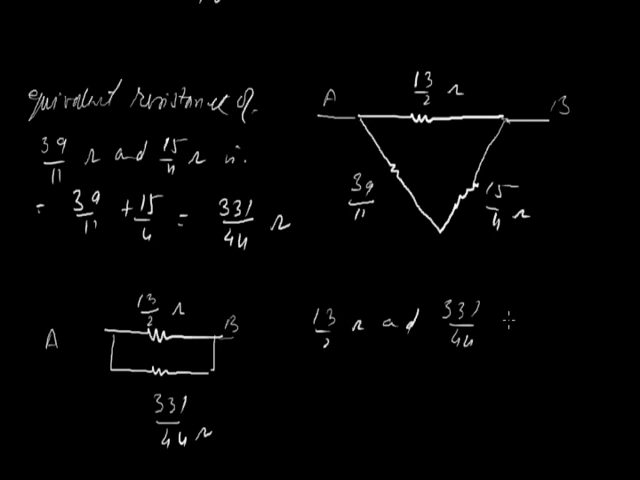 equivalent resistance of.
39/11 Ω and 15/4 Ω is.
= 39/11 + 15/4 = 331/44 Ω
A 13/2 Ω B
39/11 15/4 Ω
13/2 Ω
A B
331/44 Ω
13/2 Ω and 331/44